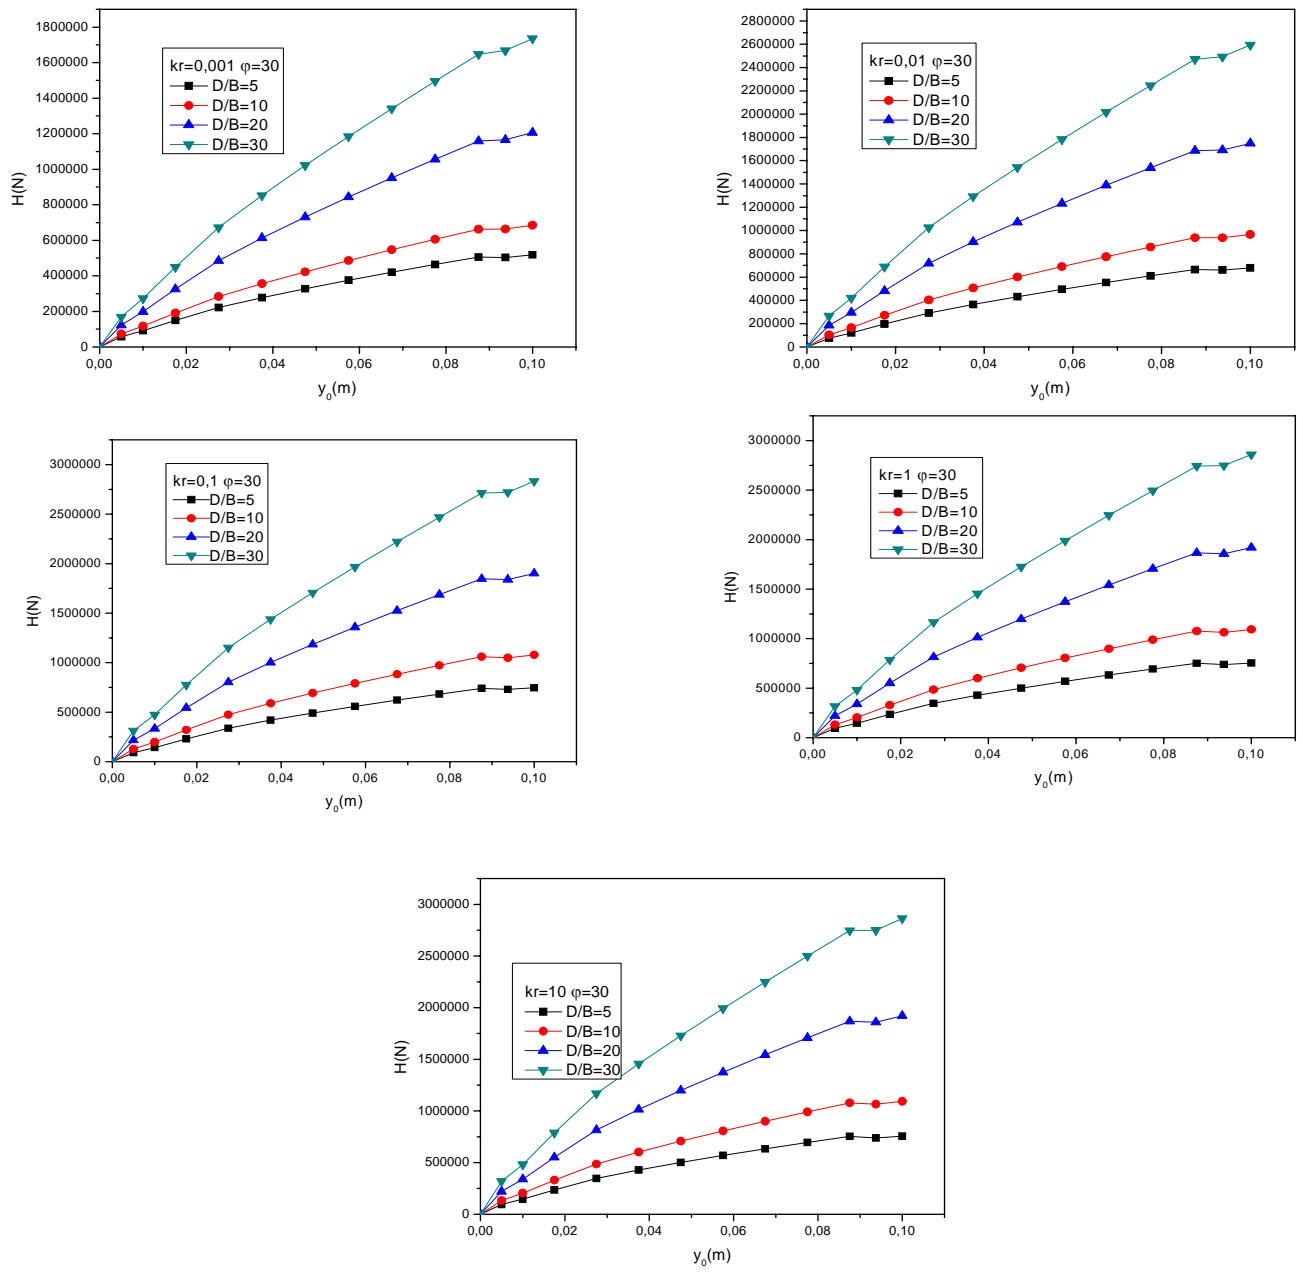 1800000
1600000
1400000
1200000
1000000
800000
600000
400000
200000
0
H(N)
kr=0,001 φ=30
D/B=5
D/B=10
D/B=20
D/B=30
0,00 0,02 0,04 0,06 0,08 0,10
y0(m)
2800000
2600000
2400000
2200000
2000000
1800000
1600000
1400000
1200000
1000000
800000
600000
400000
200000
0
H(N)
kr=0,01 φ=30
D/B=5
D/B=10
D/B=20
D/B=30
0,00 0,02 0,04 0,06 0,08 0,10
y0(m)
3000000
2500000
2000000
1500000
1000000
500000
0
H(N)
kr=0,1 φ=30
D/B=5
D/B=10
D/B=20
D/B=30
0,00 0,02 0,04 0,06 0,08 0,10
y0(m)
3000000
2500000
2000000
1500000
1000000
500000
0
H(N)
kr=1 φ=30
D/B=5
D/B=10
D/B=20
D/B=30
0,00 0,02 0,04 0,06 0,08 0,10
y0(m)
3000000
2500000
2000000
1500000
1000000
500000
0
H(N)
kr=10 φ=30
D/B=5
D/B=10
D/B=20
D/B=30
0,00 0,02 0,04 0,06 0,08 0,10
y0(m)